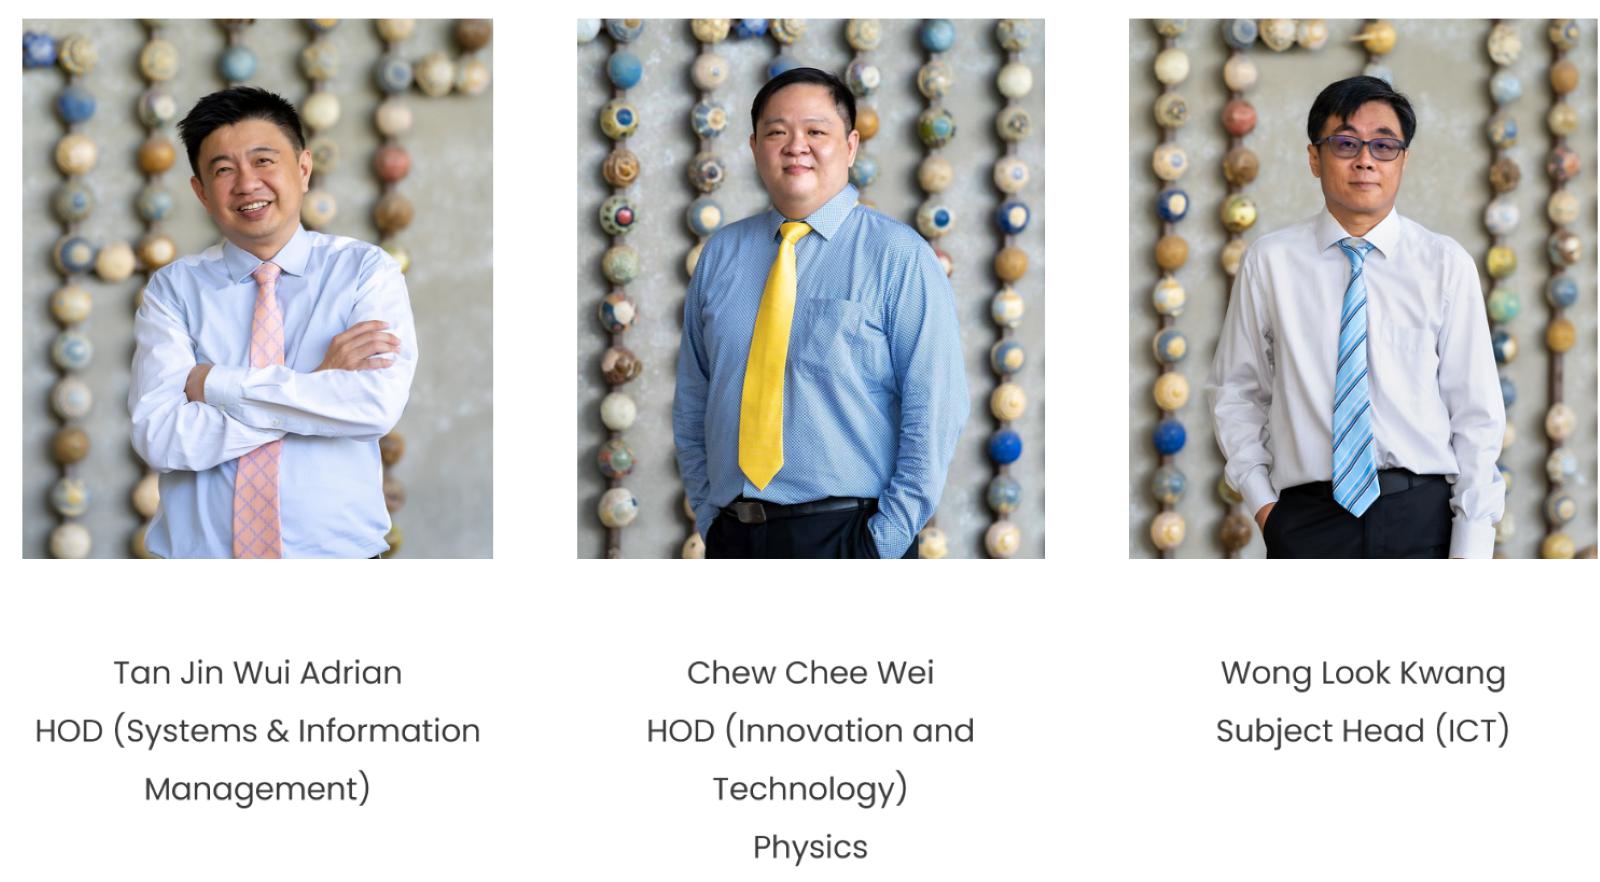 Tan Jin Wui Adrian
HOD (Systems & Information
Management)
Chew Chee Wei
HOD (Innovation and
Technology)
Physics
Wong Look Kwang
Subject Head (ICT)